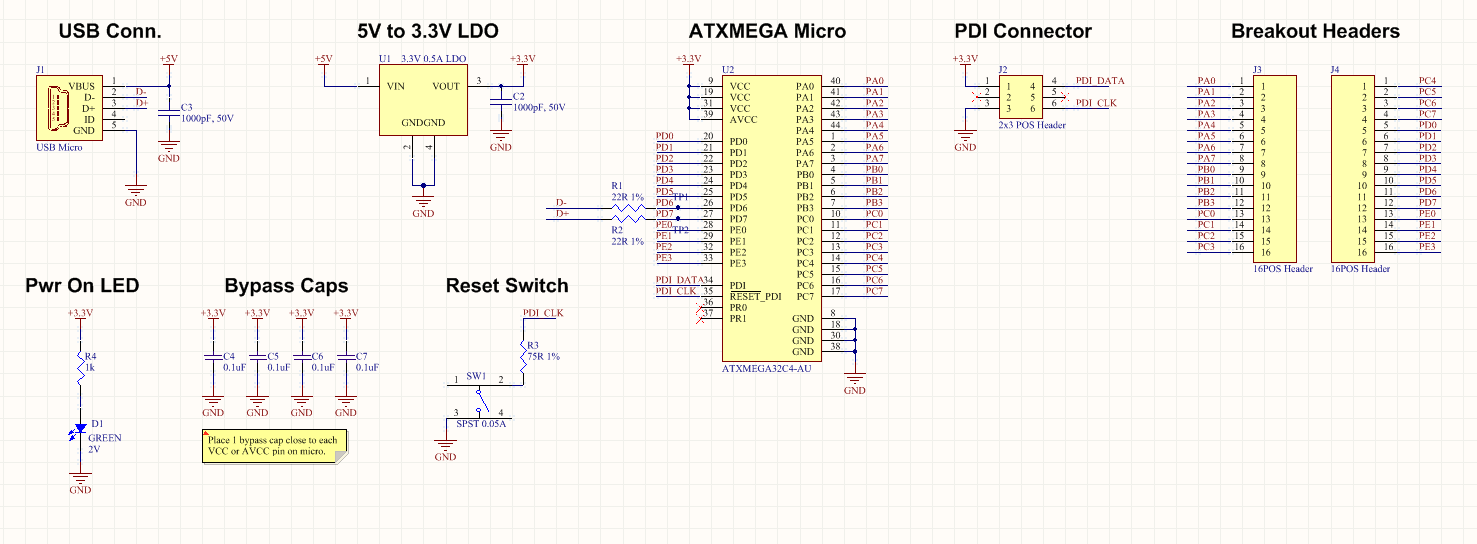 USB Conn.
5V to 3.3V LDO
ATXMEGA Micro
PDI Connector
Breakout Headers
J1
+5V
VBUS 1
D- 2 D-
D+ 3 D+
ID 4
GND 5
USB Micro
C3
1000pF, 50V
GND
GND
+5V
U1 3.3V 0.5A LDO
+3.3V
1 VIN VOUT 3
GNDGND
2 4
C2
1000pF, 50V
GND
GND
+3.3V
U2
9 VCC PA0 40 PA0
19 VCC PA1 41 PA1
31 VCC PA2 42 PA2
39 AVCC PA3 43 PA3
PA4 44 PA4
PD0 20 PD0 PA5 1 PA5
PD1 21 PD1 PA6 2 PA6
PD2 22 PD2 PA7 3 PA7
PD3 23 PD3 PB0 4 PB0
PD4 24 PD4 PB1 5 PB1
PD5 25 PD5 PB2 6 PB2
PD6 26 PD6 PB3 7 PB3
PD7 27 PD7 PC0 10 PC0
PE0 28 PE0 PC1 11 PC1
PE1 29 PE1 PC2 12 PC2
PE2 32 PE2 PC3 13 PC3
PE3 33 PE3 PC4 14 PC4
PC5 15 PC5
PDI_DATA 34 PDI PC6 16 PC6
PDI_CLK 35 RESET_PDI PC7 17 PC7
36 PR0
37 PR1 GND 8
GND 18
GND 30
GND 38
ATXMEGA32C4-AU
GND
R1
22R 1%
D-
D+
R2
22R 1%
TP1
TP2
+3.3V
J2
1 1 4 4 PDI_DATA
2 2 5 5
3 3 6 6 PDI_CLK
2x3 POS Header
GND
J3
PA0 1 1
PA1 2 2
PA2 3 3
PA3 4 4
PA4 5 5
PA5 6 6
PA6 7 7
PA7 8 8
PB0 9 9
PB1 10 10
PB2 11 11
PB3 12 12
PC0 13 13
PC1 14 14
PC2 15 15
PC3 16 16
16POS Header
J4
1 1 PC4
2 2 PC5
3 3 PC6
4 4 PC7
5 5 PD0
6 6 PD1
7 7 PD2
8 8 PD3
9 9 PD4
10 10 PD5
11 11 PD6
12 12 PD7
13 13 PE0
14 14 PE1
15 15 PE2
16 16 PE3
16POS Header
Pwr On LED
Bypass Caps
Reset Switch
+3.3V
R4
1k
D1
GREEN
2V
GND
+3.3V +3.3V +3.3V +3.3V
C4 C5 C6 C7
0.1uF 0.1uF 0.1uF 0.1uF
GND GND GND GND
Place 1 bypass cap close to each
VCC or AVCC pin on micro.
PDI_CLK
R3
75R 1%
1 SW1 2
3 4
SPST 0.05A
GND